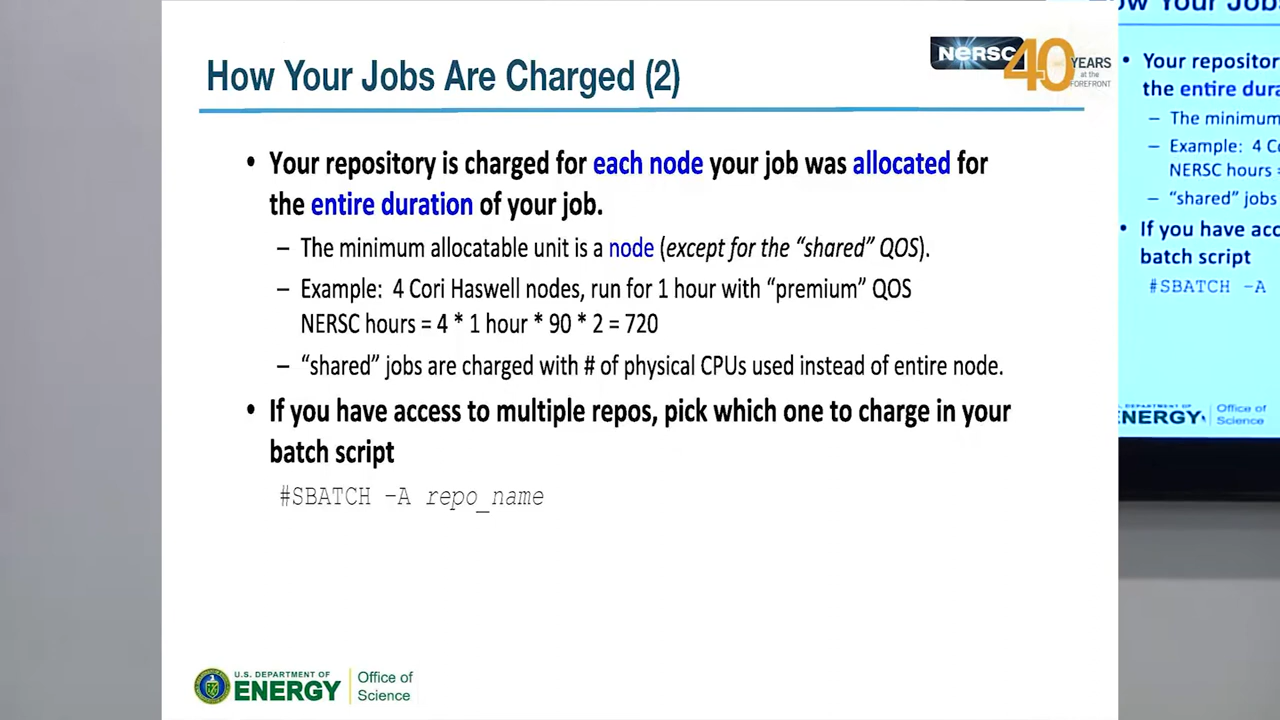 How Your Jobs Are Charged (2)
NERSC 40 YEARS
at the
FOREFRONT
• Your repository is charged for each node your job was allocated for
the entire duration of your job.
– The minimum allocatable unit is a node (except for the “shared” QOS).
– Example: 4 Cori Haswell nodes, run for 1 hour with “premium” QOS
NERSC hours = 4 * 1 hour * 90 * 2 = 720
– “shared” jobs are charged with # of physical CPUs used instead of entire node.
• If you have access to multiple repos, pick which one to charge in your
batch script
#SBATCH –A repo_name
U.S. DEPARTMENT OF
ENERGY
Office of
Science
ow Your Jobs
• Your repository
the entire dura
– The minimum
– Example: 4 Co
NERSC hours =
– “shared” jobs
• If you have acc
batch script
#SBATCH –A
DEPARTMENT OF
ENERGY
Office of
Science